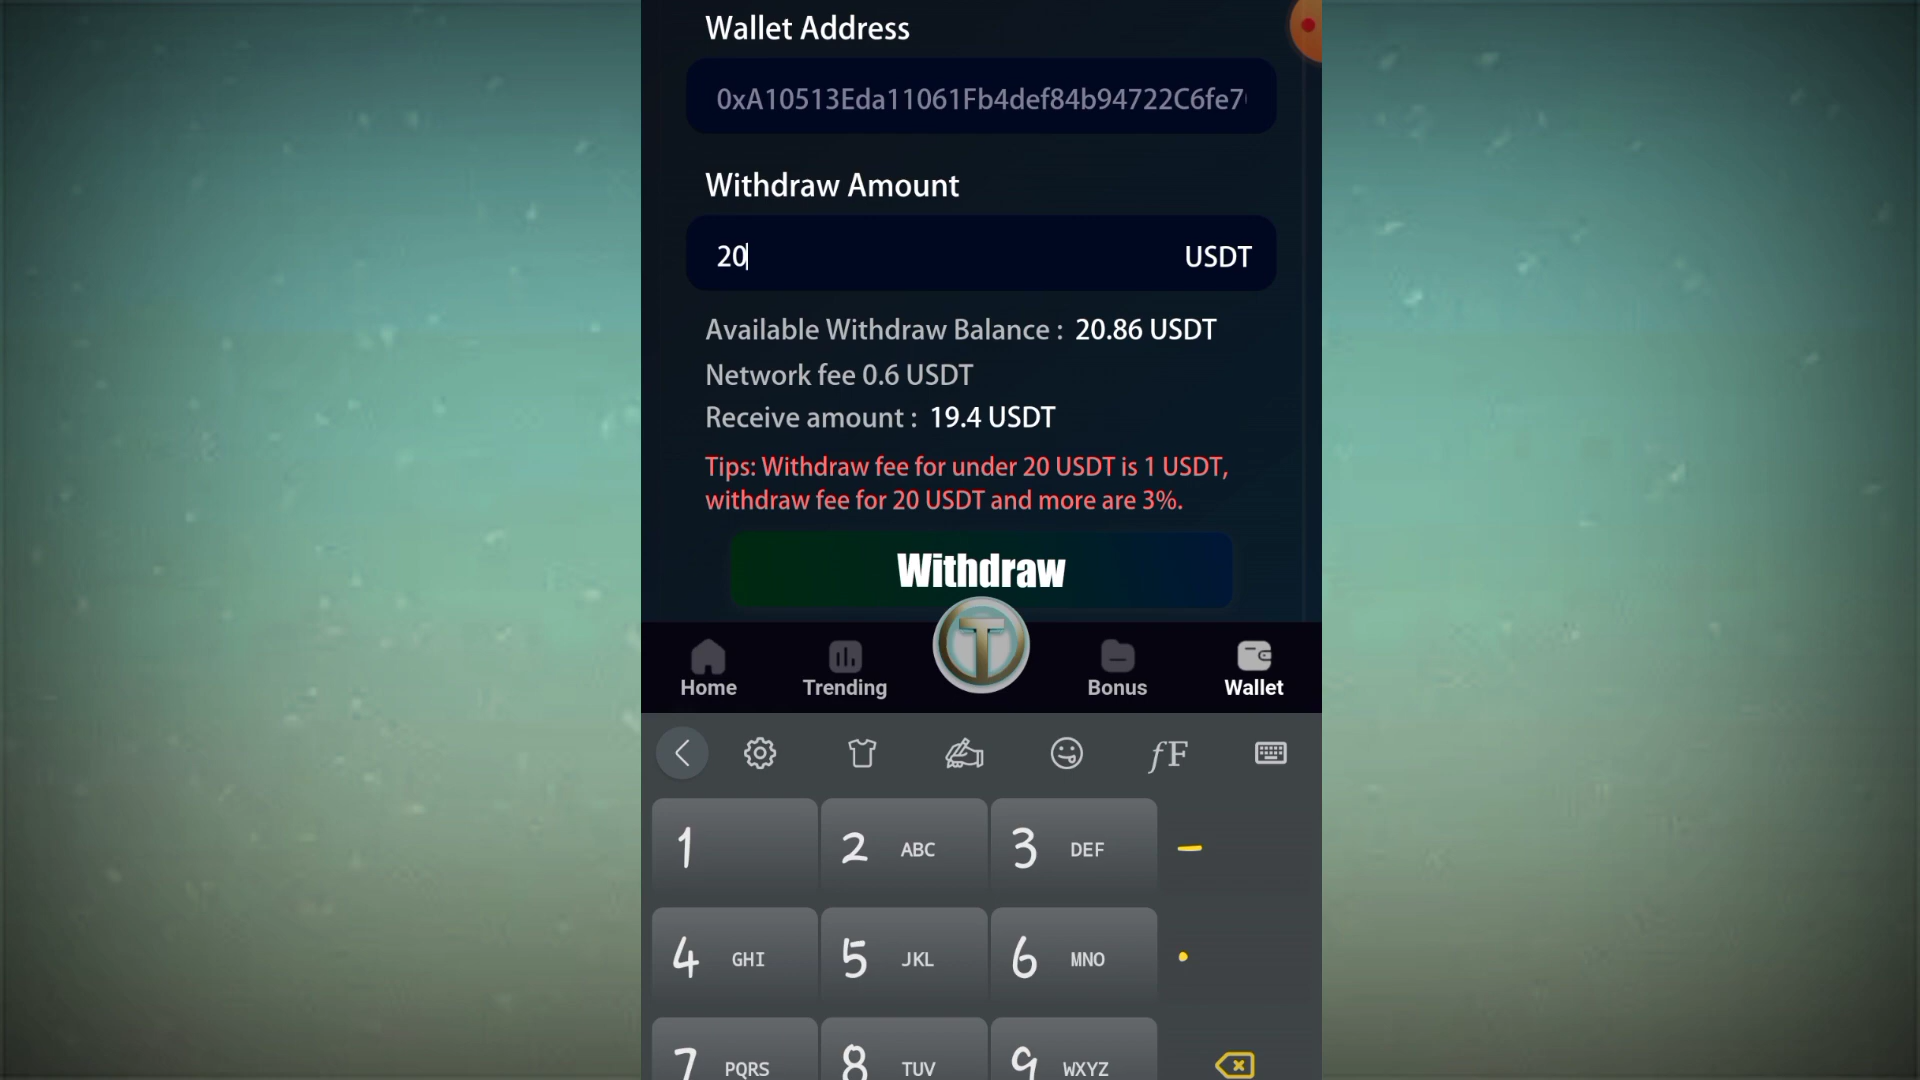 Wallet Address
0xA10513Eda11061Fb4def84b94722C6fe7
Withdraw Amount
20 USDT
Available Withdraw Balance : 20.86 USDT
Network fee 0.6 USDT
Receive amount : 19.4 USDT
Tips: Withdraw fee for under 20 USDT is 1 USDT,
withdraw fee for 20 USDT and more are 3%.
Withdraw
T
Home Trending Bonus Wallet
fF
1 2 ABC 3 DEF -
4 GHI 5 JKL 6 MNO .
7 PQRS 8 TUV 9 WXYZ